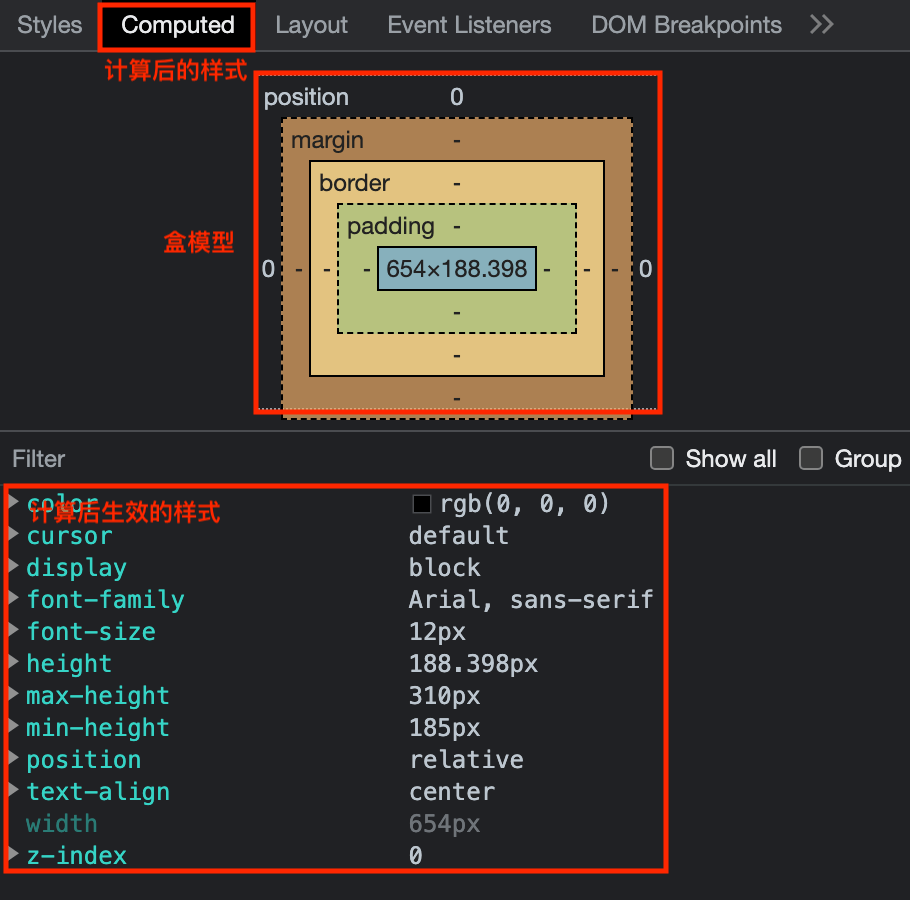 Styles Computed Layout Event Listeners DOM Breakpoints
计算后的样式
position 0
margin -
border -
padding -
盒模型
0 - - - 654×188.398 - - - 0
-
-
-
Filter Show all Group
color rgb(0, 0, 0)
计算后生效的样式
cursor default
display block
font-family Arial, sans-serif
font-size 12px
height 188.398px
max-height 310px
min-height 185px
position relative
text-align center
width 654px
z-index 0